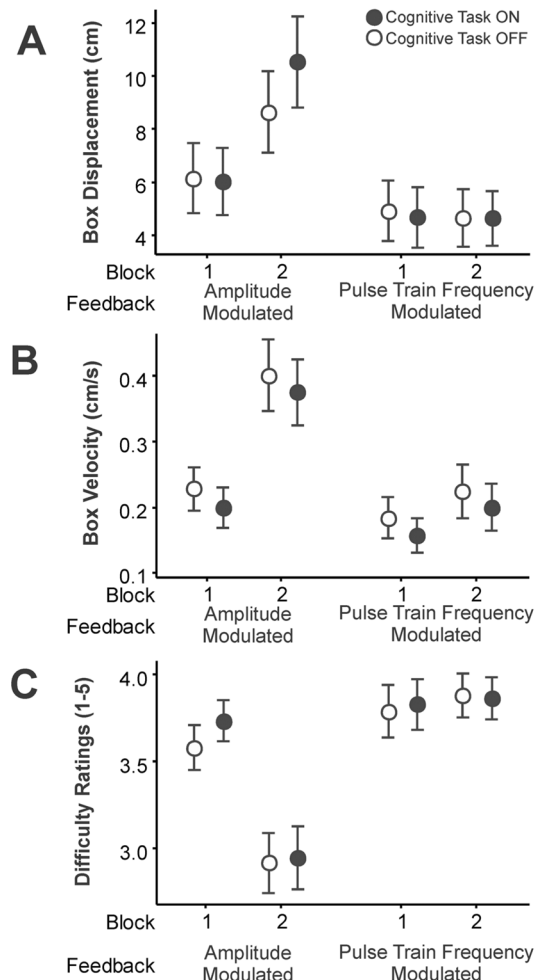 A
Box Displacement (cm)
12
10
8
6
4
Cognitive Task ON
Cognitive Task OFF
Block
1
2
1
2
Feedback
Amplitude
Modulated
Pulse Train Frequency
Modulated
B
Box Velocity (cm/s)
0.4
0.3
0.2
0.1
Block
1
2
1
2
Feedback
Amplitude
Modulated
Pulse Train Frequency
Modulated
C
Difficulty Ratings (1-5)
4.0
3.5
3.0
Block
1
2
1
2
Feedback
Amplitude
Modulated
Pulse Train Frequency
Modulated